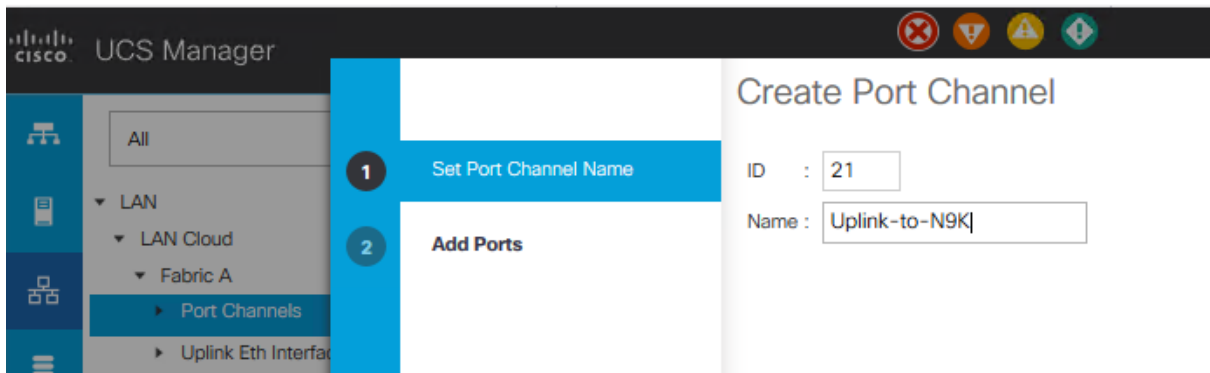 cisco UCS Manager
All
LAN
LAN Cloud
Fabric A
Port Channels
Uplink Eth Interfac
1 Set Port Channel Name
2 Add Ports
Create Port Channel
ID : 21
Name : Uplink-to-N9K